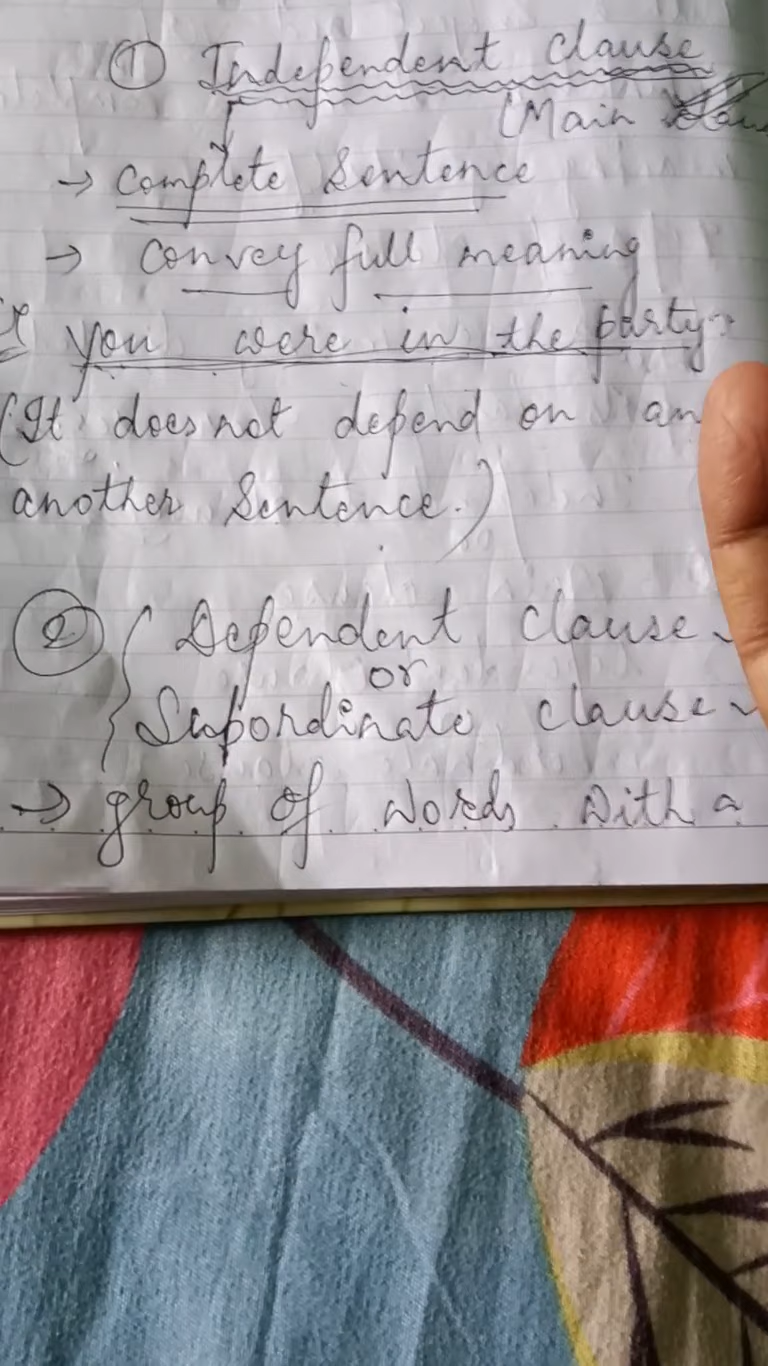 ① Independent Clause
(Main
→ Complete Sentence
→ Convey full meaning
you were in the party.
(It does not depend on an
another Sentence.)
② Dependent clause
or
Subordinate clause
→ group of words with a